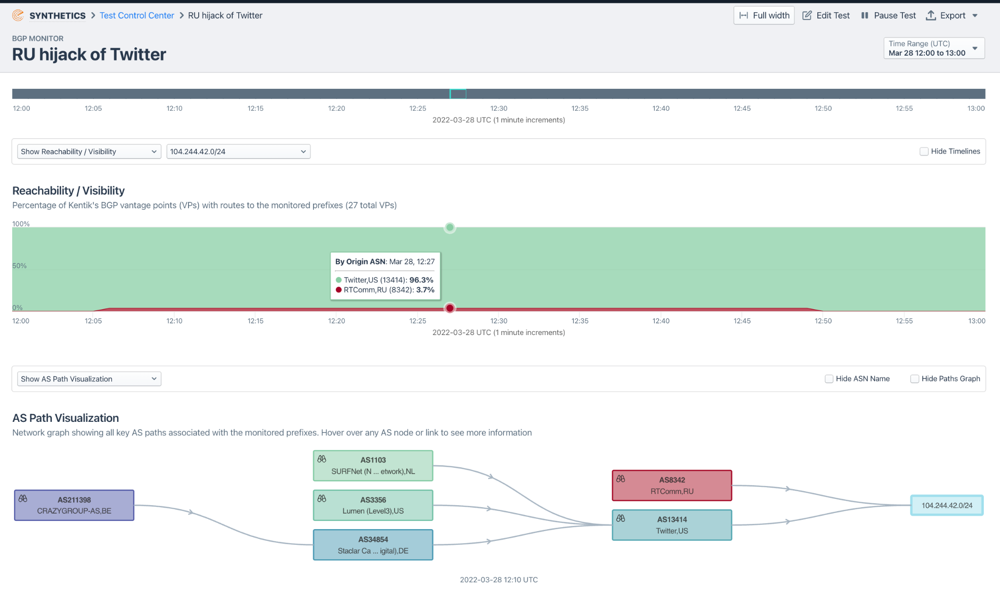 SYNTHETICS > Test Control Center > RU hijack of Twitter
Full width Edit Test Pause Test Export
BGP MONITOR
RU hijack of Twitter
Time Range (UTC)
Mar 28 12:00 to 13:00
12:00 12:05 12:10 12:15 12:20 12:25 12:30 12:35 12:40 12:45 12:50 12:55 13:00
2022-03-28 UTC (1 minute increments)
Show Reachability / Visibility 104.244.42.0/24 Hide Timelines
Reachability / Visibility
Percentage of Kentik's BGP vantage points (VPs) with routes to the monitored prefixes (27 total VPs)
100%
50%
0%
By Origin ASN: Mar 28, 12:27
Twitter,US (13414): 96.3%
RTComm,RU (8342): 3.7%
12:00 12:05 12:10 12:15 12:20 12:25 12:30 12:35 12:40 12:45 12:50 12:55 13:00
2022-03-28 UTC (1 minute increments)
Show AS Path Visualization Hide ASN Name Hide Paths Graph
AS Path Visualization
Network graph showing all key AS paths associated with the monitored prefixes. Hover over any AS node or link to see more information
AS211398
CRAZYGROUP-AS,BE
AS1103
SURFNet (N ... etwork),NL
AS3356
Lumen (Level3),US
AS34854
Staclar Ca ... igital),DE
AS8342
RTComm,RU
AS13414
Twitter,US
104.244.42.0/24
2022-03-28 12:10 UTC